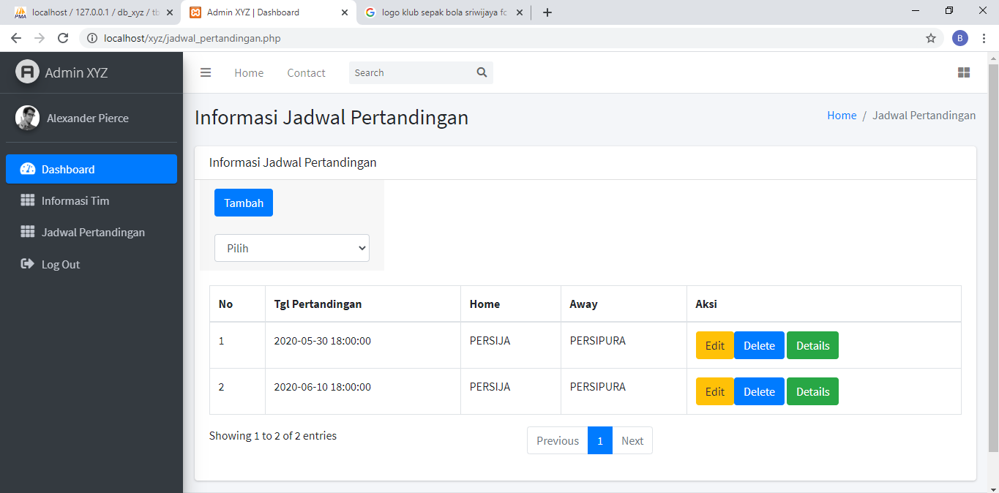 localhost / 127.0.0.1 / db_xyz / tb
Admin XYZ | Dashboard
logo klub sepak bola sriwijaya fc
localhost/xyz/jadwal_pertandingan.php
B
Admin XYZ
Home
Contact
Search
Alexander Pierce
Informasi Jadwal Pertandingan
Home / Jadwal Pertandingan
Dashboard
Informasi Tim
Jadwal Pertandingan
Log Out
Informasi Jadwal Pertandingan
Tambah
Pilih
No Tgl Pertandingan Home Away Aksi
1 2020-05-30 18:00:00 PERSIJA PERSIPURA Edit Delete Details
2 2020-06-10 18:00:00 PERSIJA PERSIPURA Edit Delete Details
Showing 1 to 2 of 2 entries
Previous 1 Next